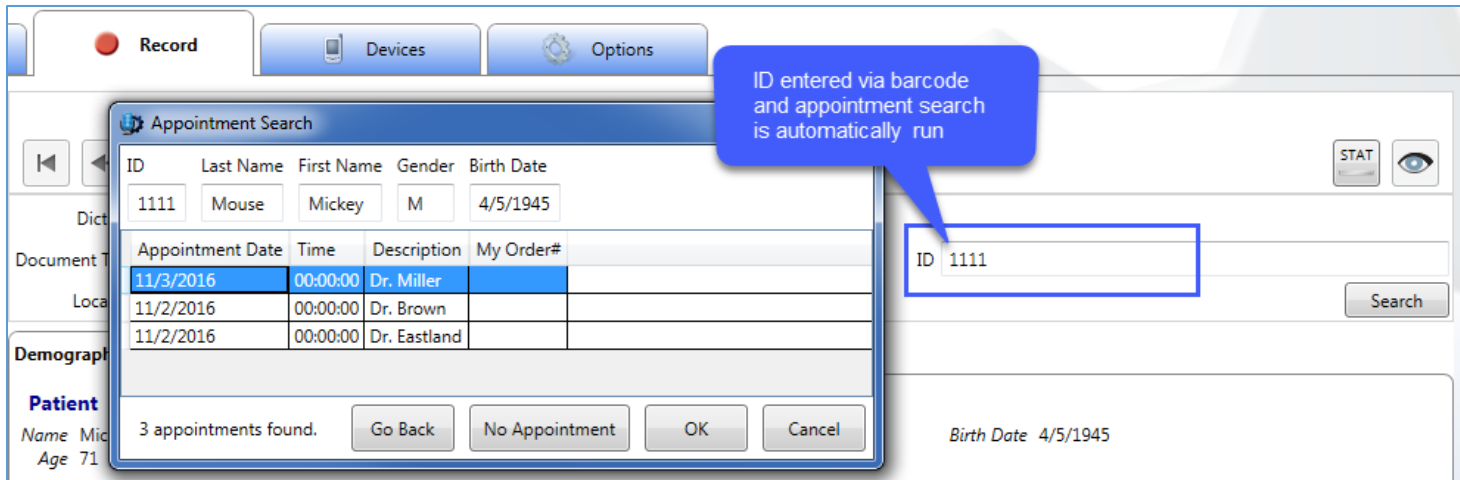 Record
Devices
Options
ID entered via barcode
and appointment search
is automatically run
Appointment Search
STAT
ID Last Name First Name Gender Birth Date
1111 Mouse Mickey M 4/5/1945
Dict
Document T
ID 1111
Appointment Date Time Description My Order#
11/3/2016 00:00:00 Dr. Miller
11/2/2016 00:00:00 Dr. Brown
11/2/2016 00:00:00 Dr. Eastland
Loca
Search
Demograph
Patient
Name Mic
Age 71
3 appointments found.
Go Back
No Appointment
OK
Cancel
Birth Date 4/5/1945